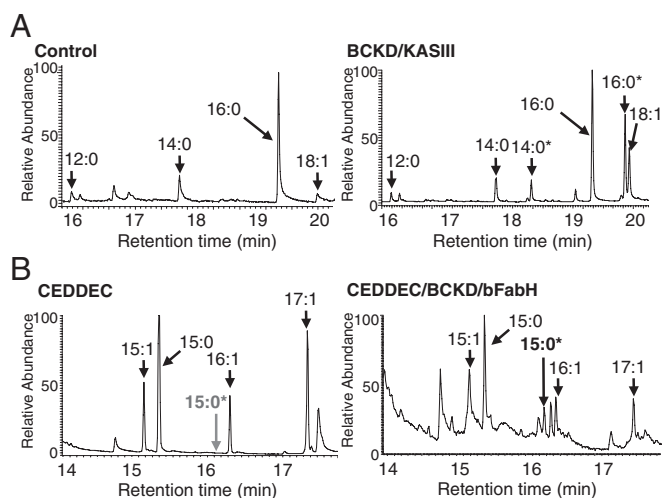 A
Control
BCKD/KASIII
100
50
0
Relative Abundance
12:0
14:0
16:0
18:1
16 17 18 19 20
Retention time (min)
100
50
0
Relative Abundance
12:0
14:0
14:0*
16:0
16:0*
18:1
16 17 18 19 20
Retention time (min)
B
CEDDEC
CEDDEC/BCKD/bFabH
100
50
0
Relative Abundance
15:1
15:0
15:0*
16:1
17:1
14 15 16 17
Retention time (min)
100
50
0
Relative Abundance
15:1
15:0
15:0*
16:1
17:1
14 15 16 17
Retention time (min)